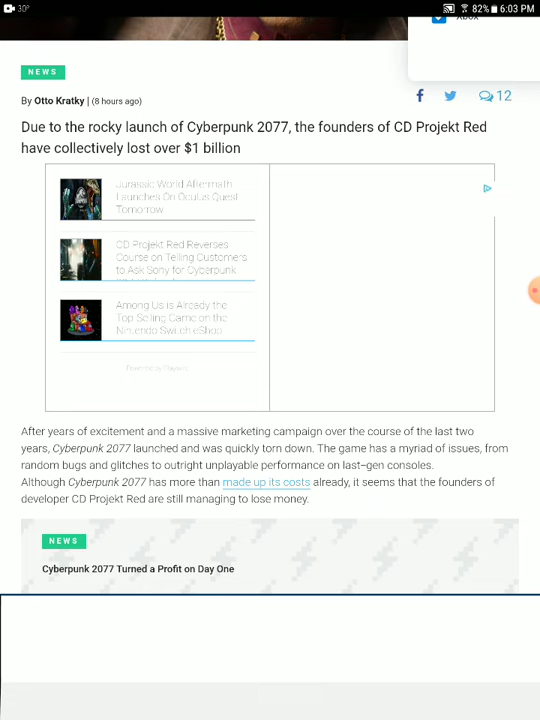 30°
82% 6:03 PM
Xbox
NEWS
By Otto Kratky | (8 hours ago)
12
Due to the rocky launch of Cyberpunk 2077, the founders of CD Projekt Red
have collectively lost over $1 billion
Jurassic World Aftermath
Launches On Oculus Quest
Tomorrow
CD Projekt Red Reverses
Course on Telling Customers
to Ask Sony for Cyberpunk
Among Us is Already the
Top Selling Game on the
Nintendo Switch eShop
Powered by
After years of excitement and a massive marketing campaign over the course of the last two
years, Cyberpunk 2077 launched and was quickly torn down. The game has a myriad of issues, from
random bugs and glitches to outright unplayable performance on last-gen consoles.
Although Cyberpunk 2077 has more than made up its costs already, it seems that the founders of
developer CD Projekt Red are still managing to lose money.
NEWS
Cyberpunk 2077 Turned a Profit on Day One